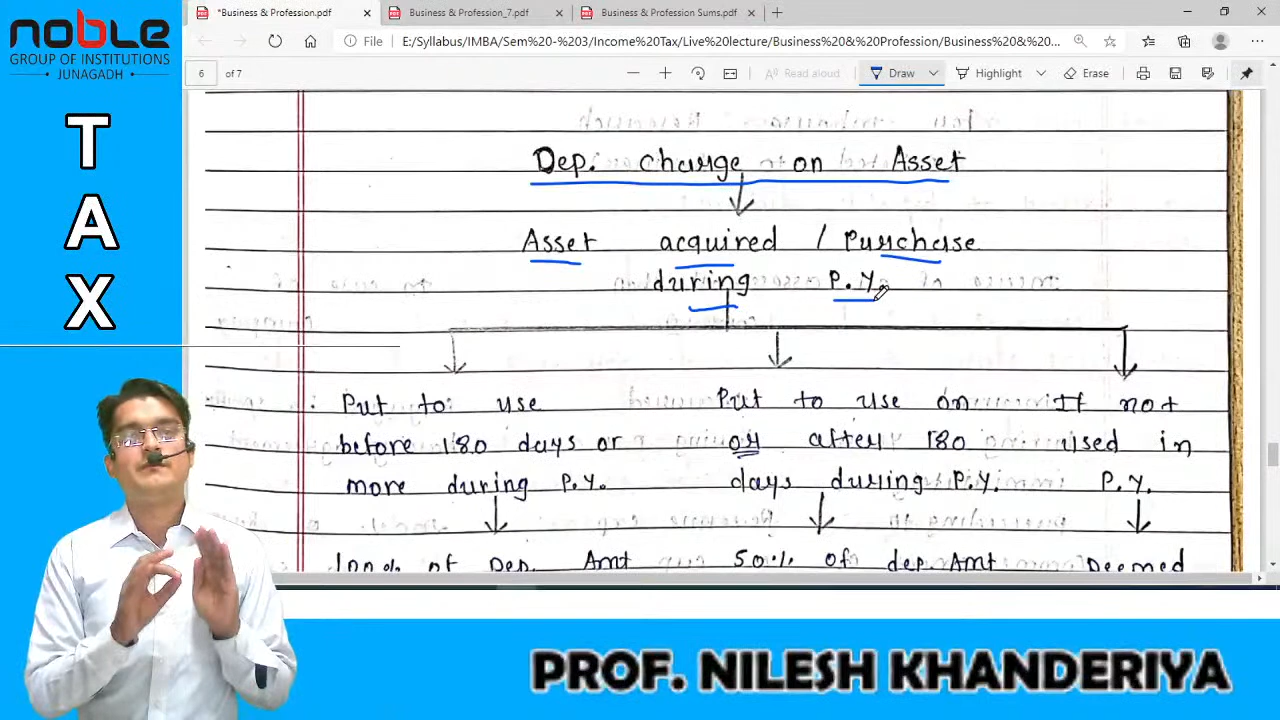 noble
GROUP OF INSTITUTIONS
JUNAGADH
TAX
*Business & Profession.pdf
Business & Profession_7.pdf
Business & Profession Sums.pdf
File
E:/Syllabus/IMBA/Sem%20-%203/Income%20Tax/Live%20lecture/Business%20&%20Profession/Business%20&%20...
6 of 7
Read aloud
Draw
Highlight
Erase
Dep. charge on Asset
Asset acquired / Purchase
during P.Y.
Put to use
before 180 days or
more during P.Y.
100% of Dep. Amt
Put to use on
or after 180
days during P.Y.
50% of dep. Amt
If not
used in
P.Y.
Deemed
PROF. NILESH KHANDERIYA